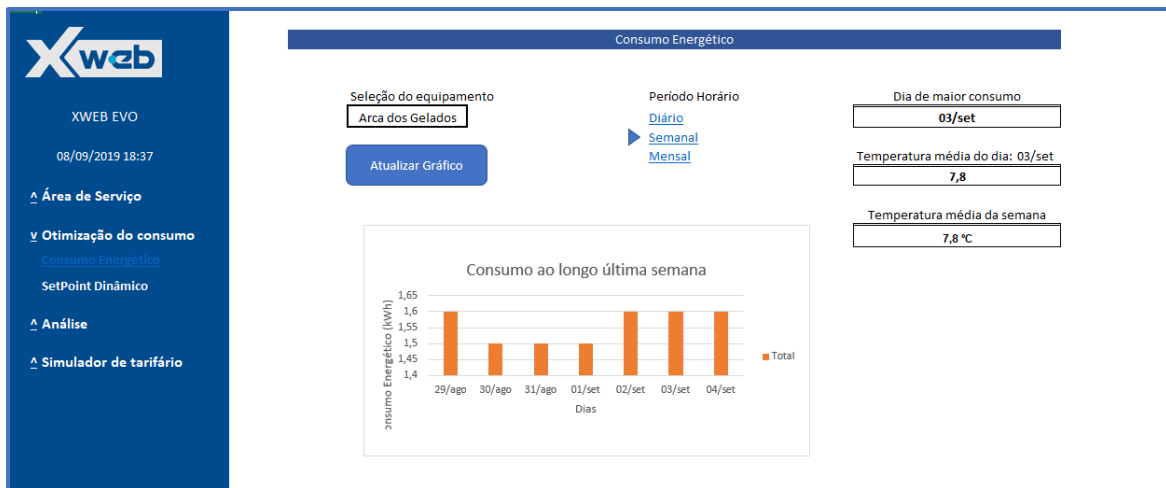 Xweb
XWEB EVO
08/09/2019 18:37
^ Área de Serviço
v Otimização do consumo
Consumo Energético
SetPoint Dinâmico
^ Análise
^ Simulador de tarifário
Consumo Energético
Seleção do equipamento
Arca dos Gelados
Atualizar Gráfico
Período Horário
Diário
Semanal
Mensal
Dia de maior consumo
03/set
Temperatura média do dia: 03/set
7,8
Temperatura média da semana
7,8 ºC
Consumo ao longo última semana
onsumo Energético (kWh)
1,65
1,6
1,55
1,5
1,45
1,4
29/ago 30/ago 31/ago 01/set 02/set 03/set 04/set
Dias
Total